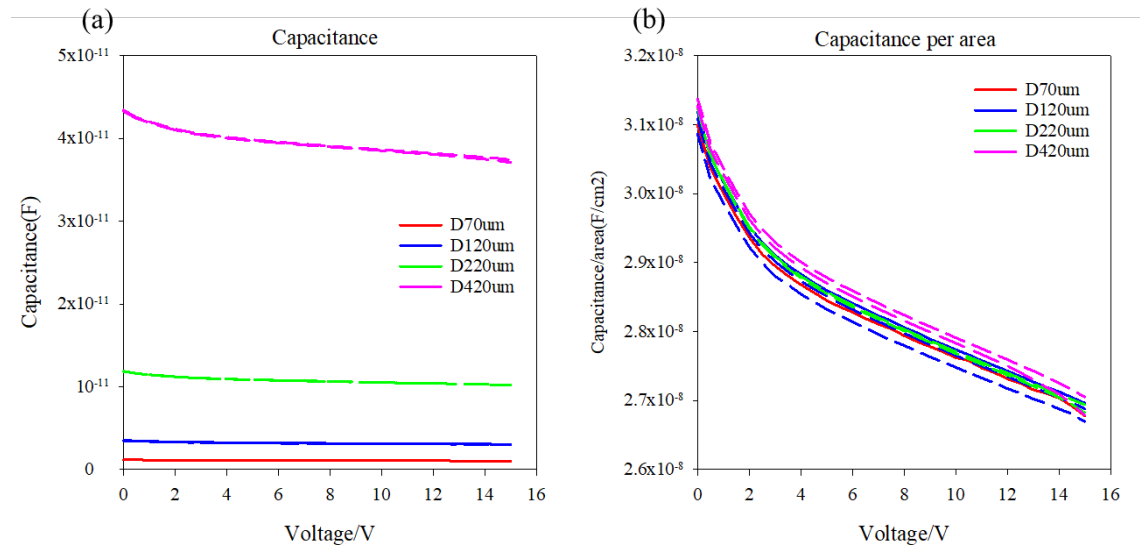 (a)
Capacitance
5x10-11
4x10-11
3x10-11
2x10-11
1x10-11
0
Capacitance(F)
D70um
D120um
D220um
D420um
0 2 4 6 8 10 12 14 16
Voltage/V
(b)
Capacitance per area
3.2x10-8
3.1x10-8
3.0x10-8
2.9x10-8
2.8x10-8
2.7x10-8
2.6x10-8
Capacitance/area(F/cm2)
D70um
D120um
D220um
D420um
0 2 4 6 8 10 12 14 16
Voltage/V